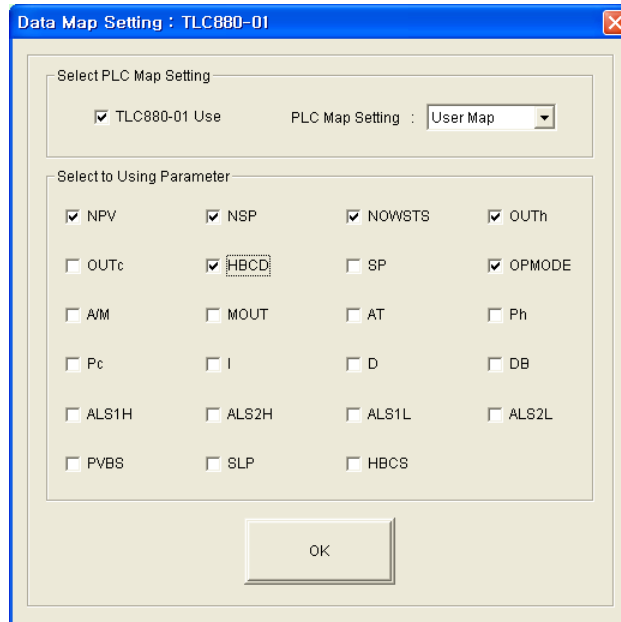 Data Map Setting : TLC880-01
Select PLC Map Setting
TLC880-01 Use PLC Map Setting : User Map
Select to Using Parameter
NPV NSP NOWSTS OUTh
OUTc HBCD SP OPMODE
A/M MOUT AT Ph
Pc I D DB
ALS1H ALS2H ALS1L ALS2L
PVBS SLP HBCS
OK